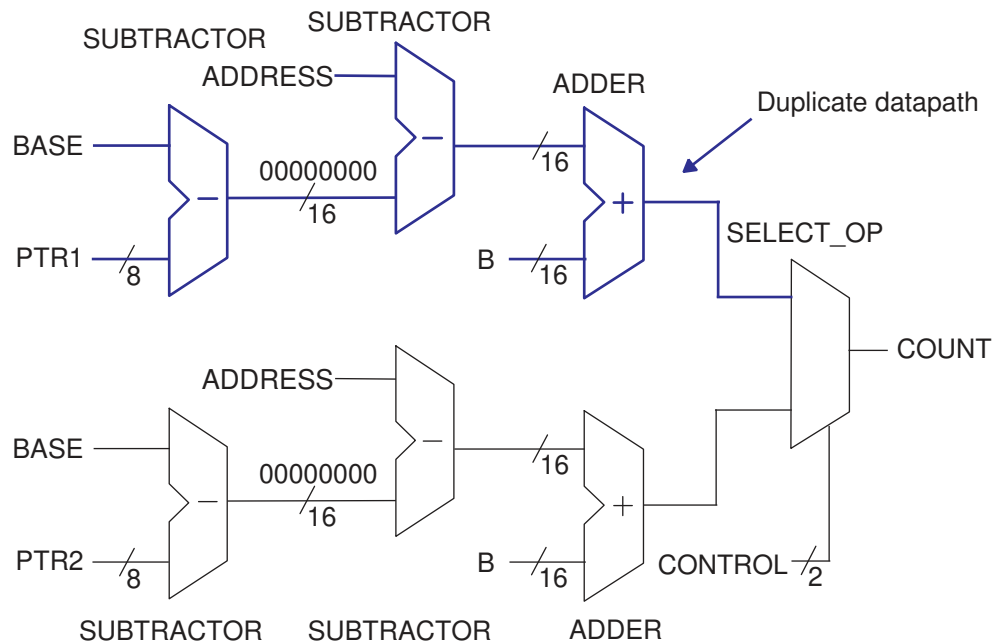 SUBTRACTOR
SUBTRACTOR
ADDRESS
ADDER
Duplicate datapath
BASE
00000000
16
16
−
−
+
PTR1
8
B
16
SELECT_OP
COUNT
ADDRESS
BASE
00000000
16
16
−
−
+
PTR2
8
B
16
CONTROL
2
SUBTRACTOR
SUBTRACTOR
ADDER